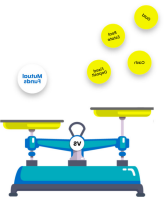 Gold
Real
Estate
Cash
Fixed
Deposit
Mutual
Funds
VS